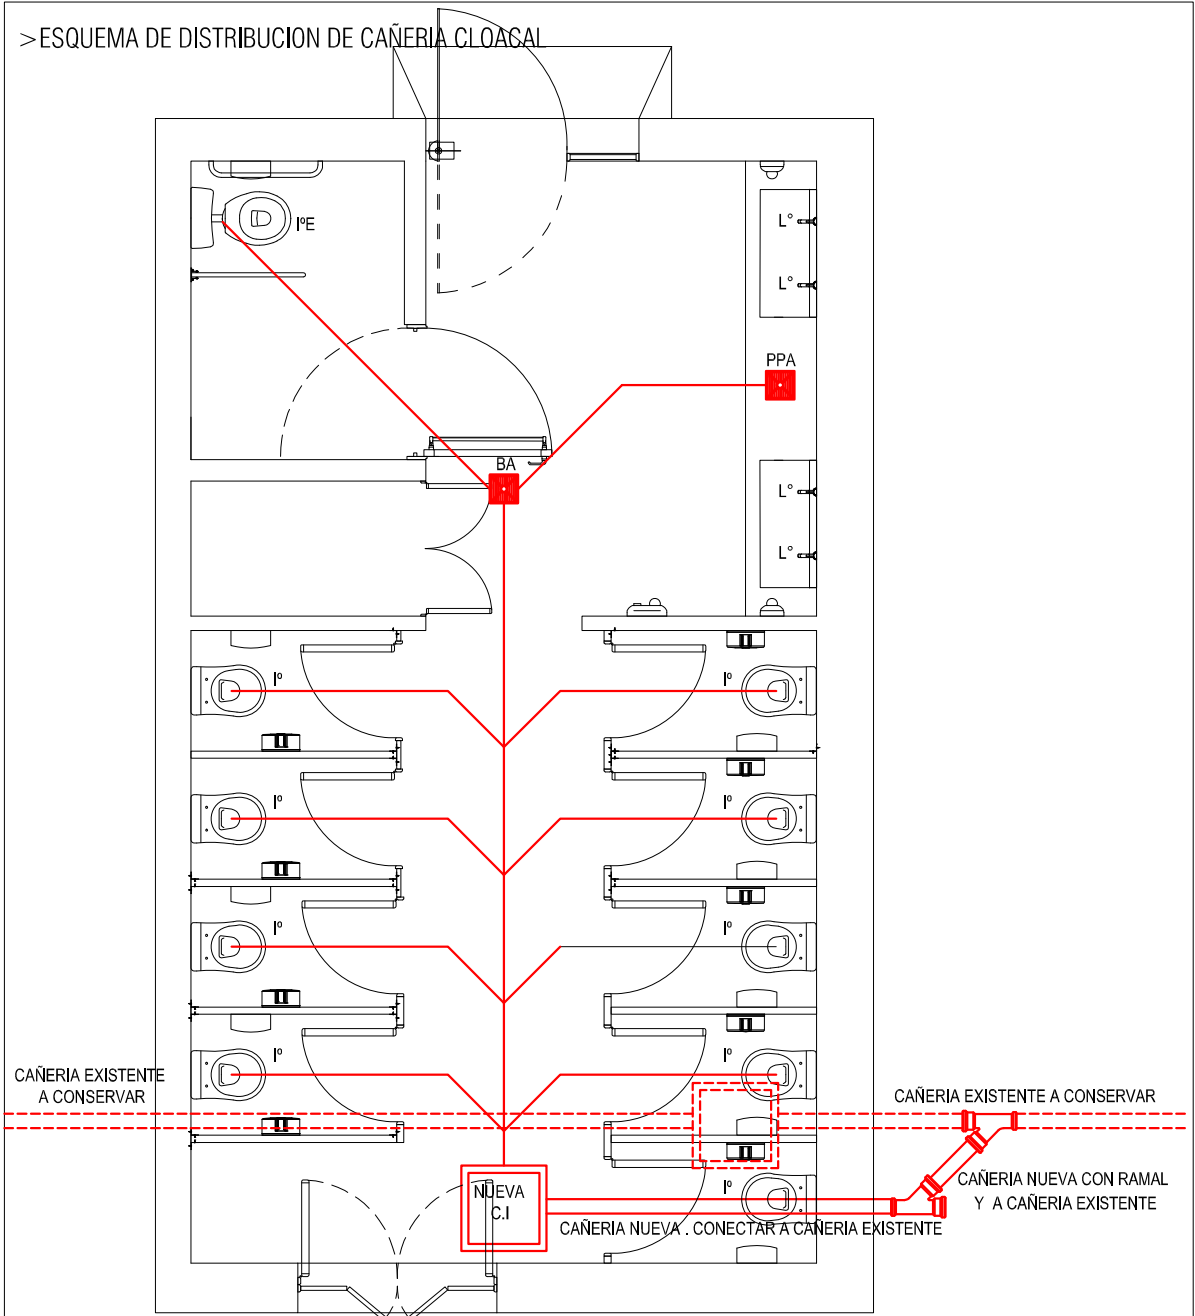 >ESQUEMA DE DISTRIBUCION DE CAÑERIA CLOACAL
IºE
L°
L°
PPA
BA
L°
L°
Iº
Iº
Iº
Iº
Iº
Iº
Iº
Iº
CAÑERIA EXISTENTE
A CONSERVAR
CAÑERIA EXISTENTE A CONSERVAR
CAÑERIA NUEVA CON RAMAL
Y A CAÑERIA EXISTENTE
Iº
NUEVA
C.I
CAÑERIA NUEVA . CONECTAR A CAÑERIA EXISTENTE